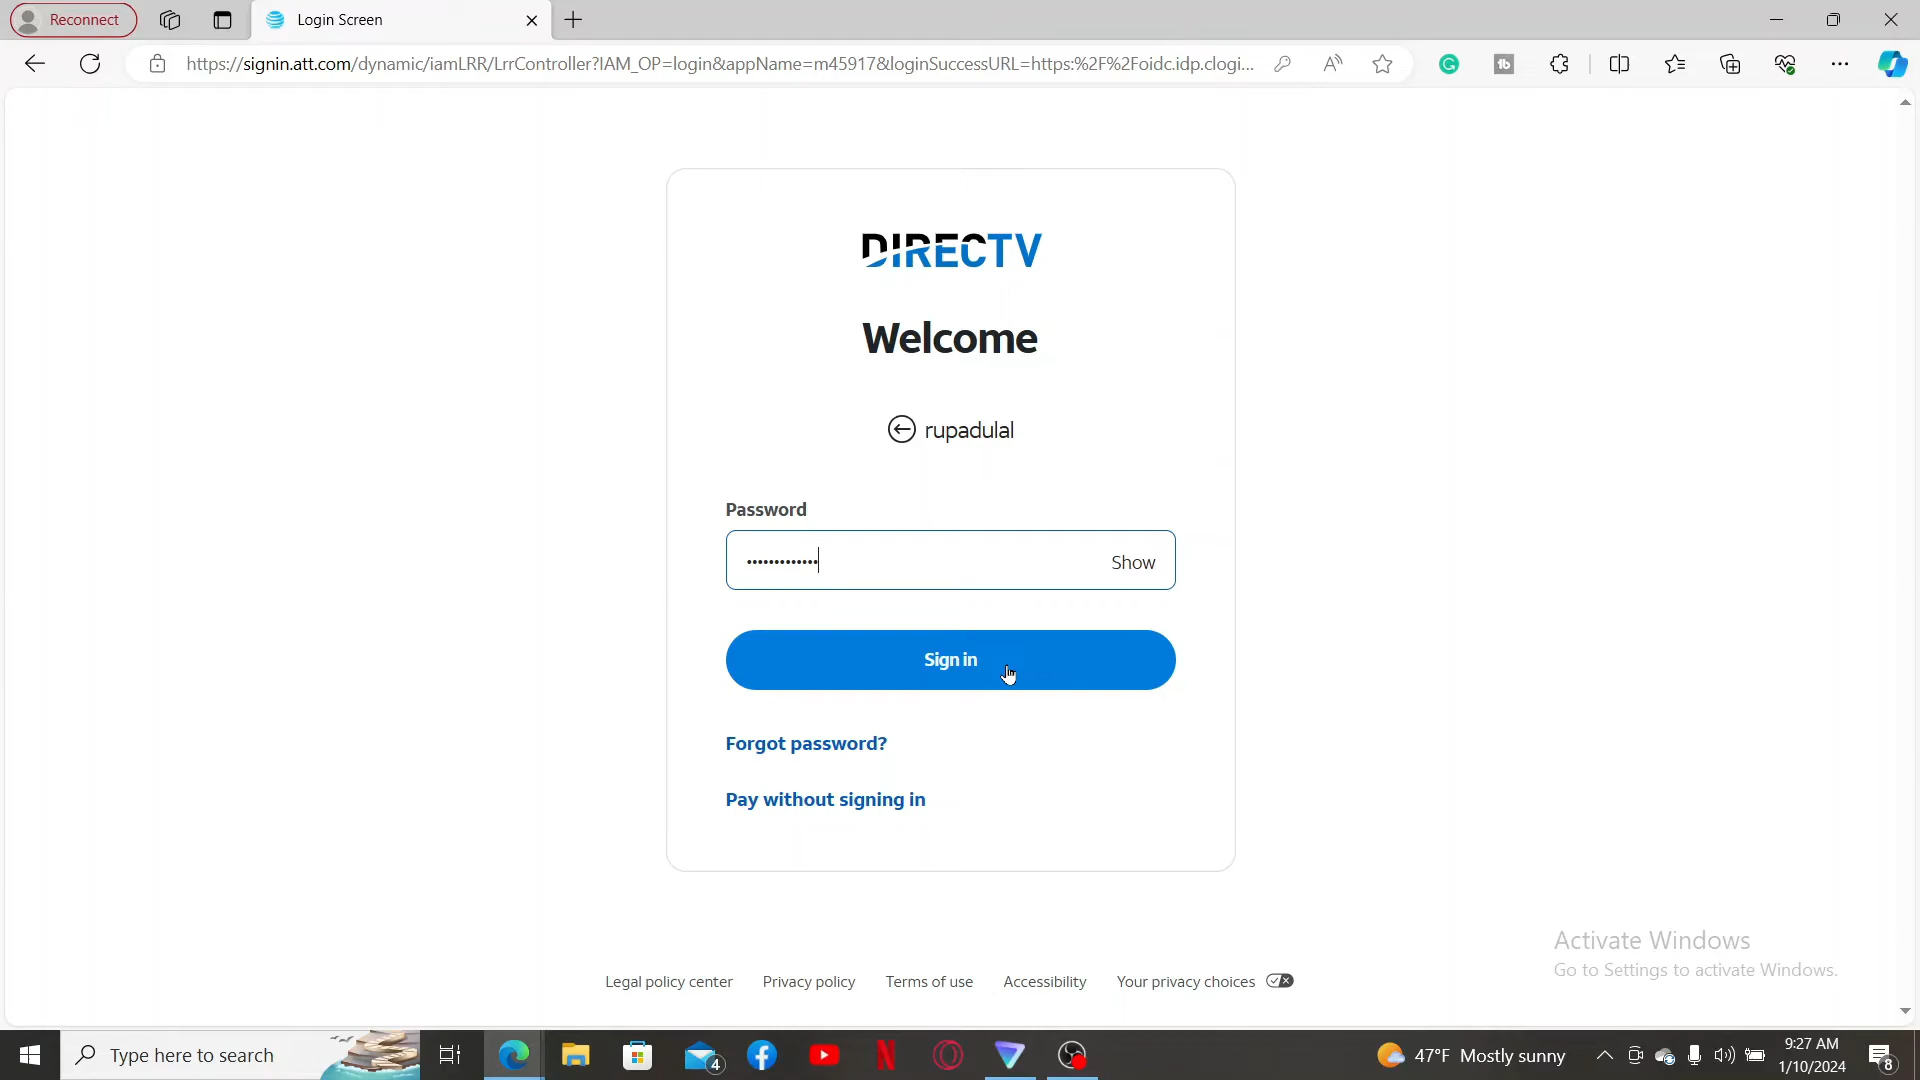 Reconnect
Login Screen
https://signin.att.com/dynamic/iamLRR/LrrController?IAM_OP=login&appName=m45917&loginSuccessURL=https:%2F%2Foidc.idp.clogi...
DIRECTV
Welcome
rupadulal
Password
•••••••••••••
Show
Sign in
Forgot password?
Pay without signing in
Activate Windows
Go to Settings to activate Windows.
Legal policy center
Privacy policy
Terms of use
Accessibility
Your privacy choices
Type here to search
4
47°F Mostly sunny
9:27 AM
1/10/2024
8